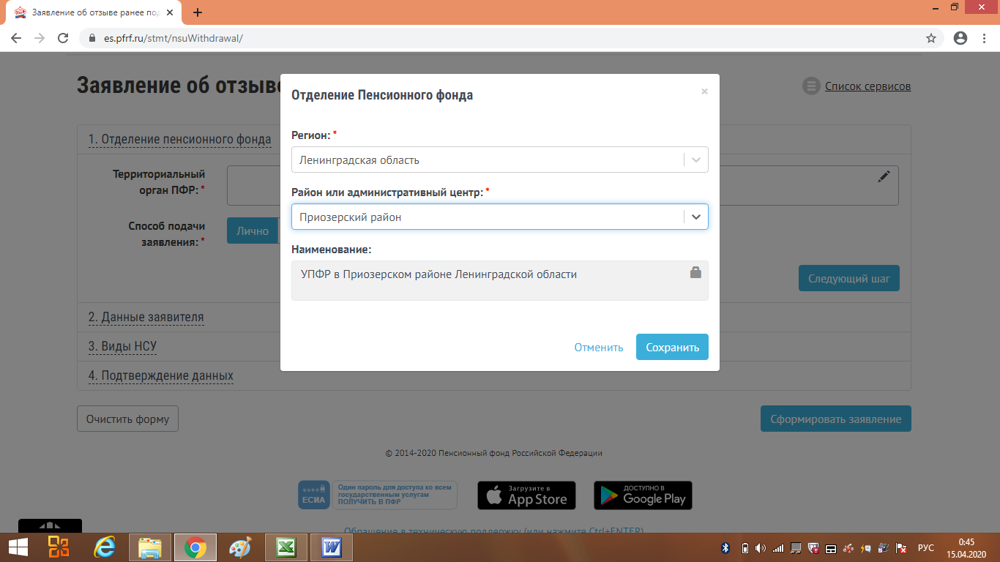 Заявление об отзыве ранее под
es.pfrf.ru/stmt/nsuWithdrawal/
Заявление об отзыве
Список сервисов
Отделение Пенсионного фонда
×
1. Отделение пенсионного фонда
Регион: *
Ленинградская область
Территориальный
орган ПФР: *
Район или административный центр: *
Приозерский район
Способ подачи
заявления: *
Лично
Наименование:
УПФР в Приозерском районе Ленинградской области
Следующий шаг
2. Данные заявителя
3. Виды НСУ
Отменить
Сохранить
4. Подтверждение данных
Очистить форму
Сформировать заявление
© 2014-2020 Пенсионный фонд Российской Федерации
**** ЕСИА
Один пароль для доступа ко всем
государственным услугам
ПОЛУЧИТЬ В ПФР
Загрузите в
App Store
ДОСТУПНО В
Google Play
Обращение в техническую поддержку (или нажмите Ctrl+ENTER)
РУС
0:45
15.04.2020